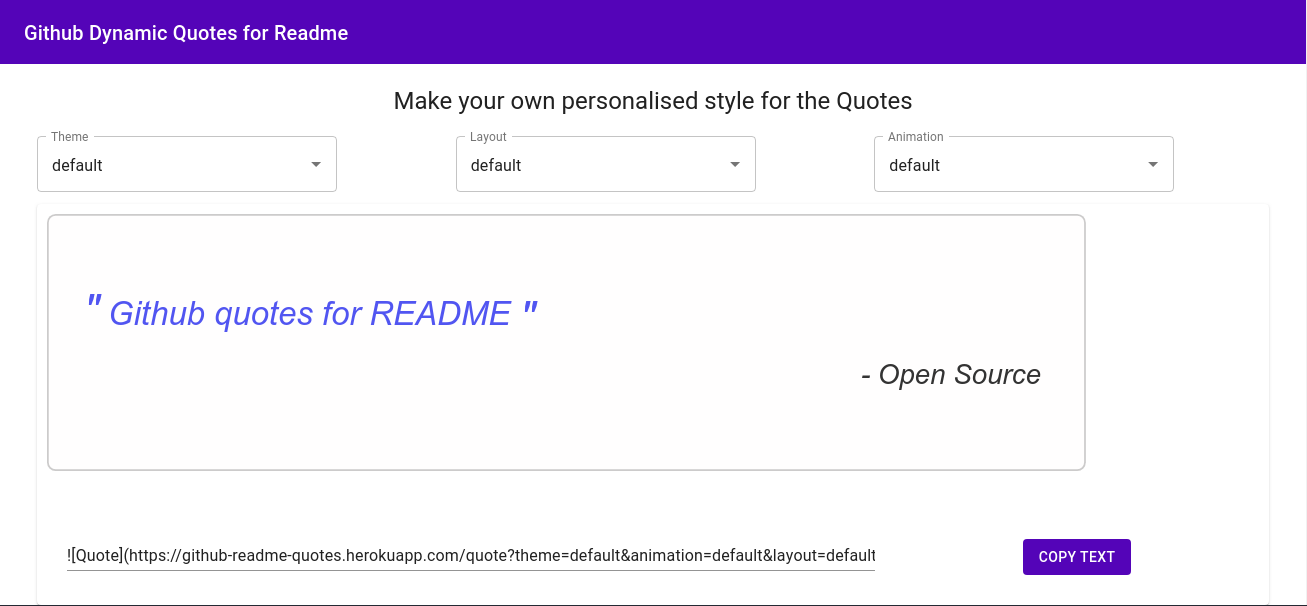 Github Dynamic Quotes for Readme
Make your own personalised style for the Quotes
Theme
default
Layout
default
Animation
default
" Github quotes for README "
- Open Source
![Quote](https://github-readme-quotes.herokuapp.com/quote?theme=default&animation=default&layout=default
COPY TEXT